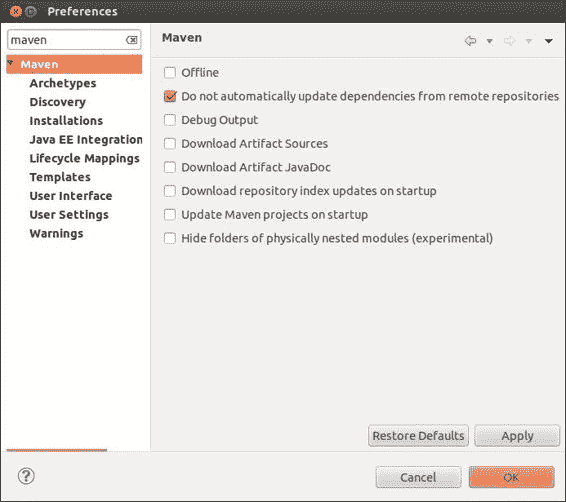 Preferences
maven
Maven
Archetypes
Discovery
Installations
Java EE Integration
Lifecycle Mappings
Templates
User Interface
User Settings
Warnings
Maven
Offline
Do not automatically update dependencies from remote repositories
Debug Output
Download Artifact Sources
Download Artifact JavaDoc
Download repository index updates on startup
Update Maven projects on startup
Hide folders of physically nested modules (experimental)
Restore Defaults
Apply
Cancel
OK